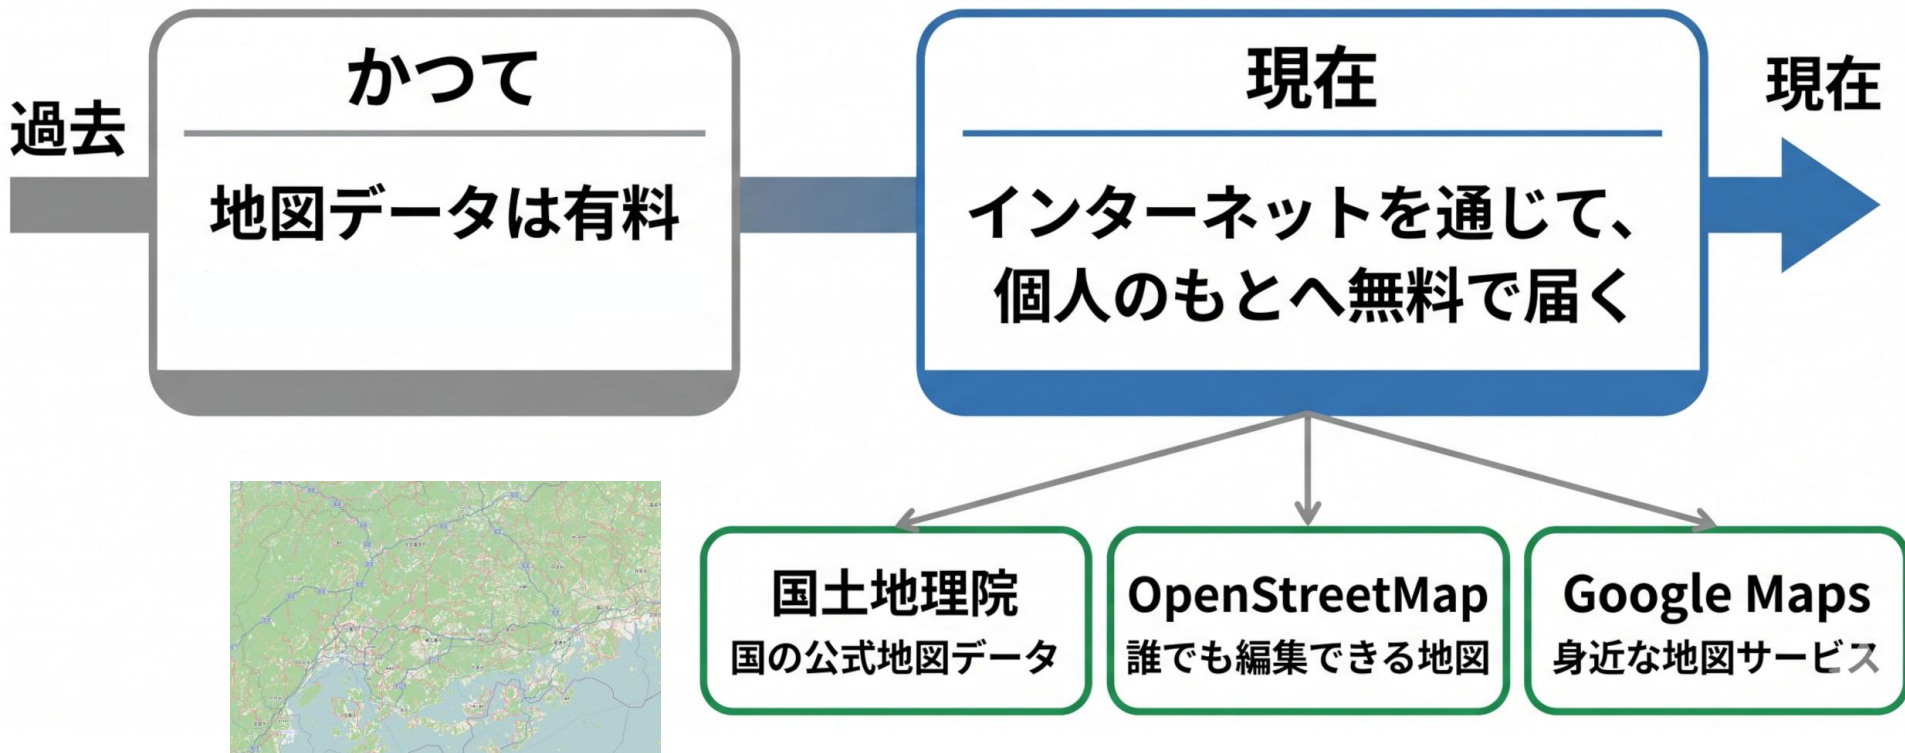 過去
かつて
地図データは有料
現在
インターネットを通じて、
個人のもとへ無料で届く
現在
国土地理院
国の公式地図データ
OpenStreetMap
誰でも編集できる地図
Google Maps
身近な地図サービス